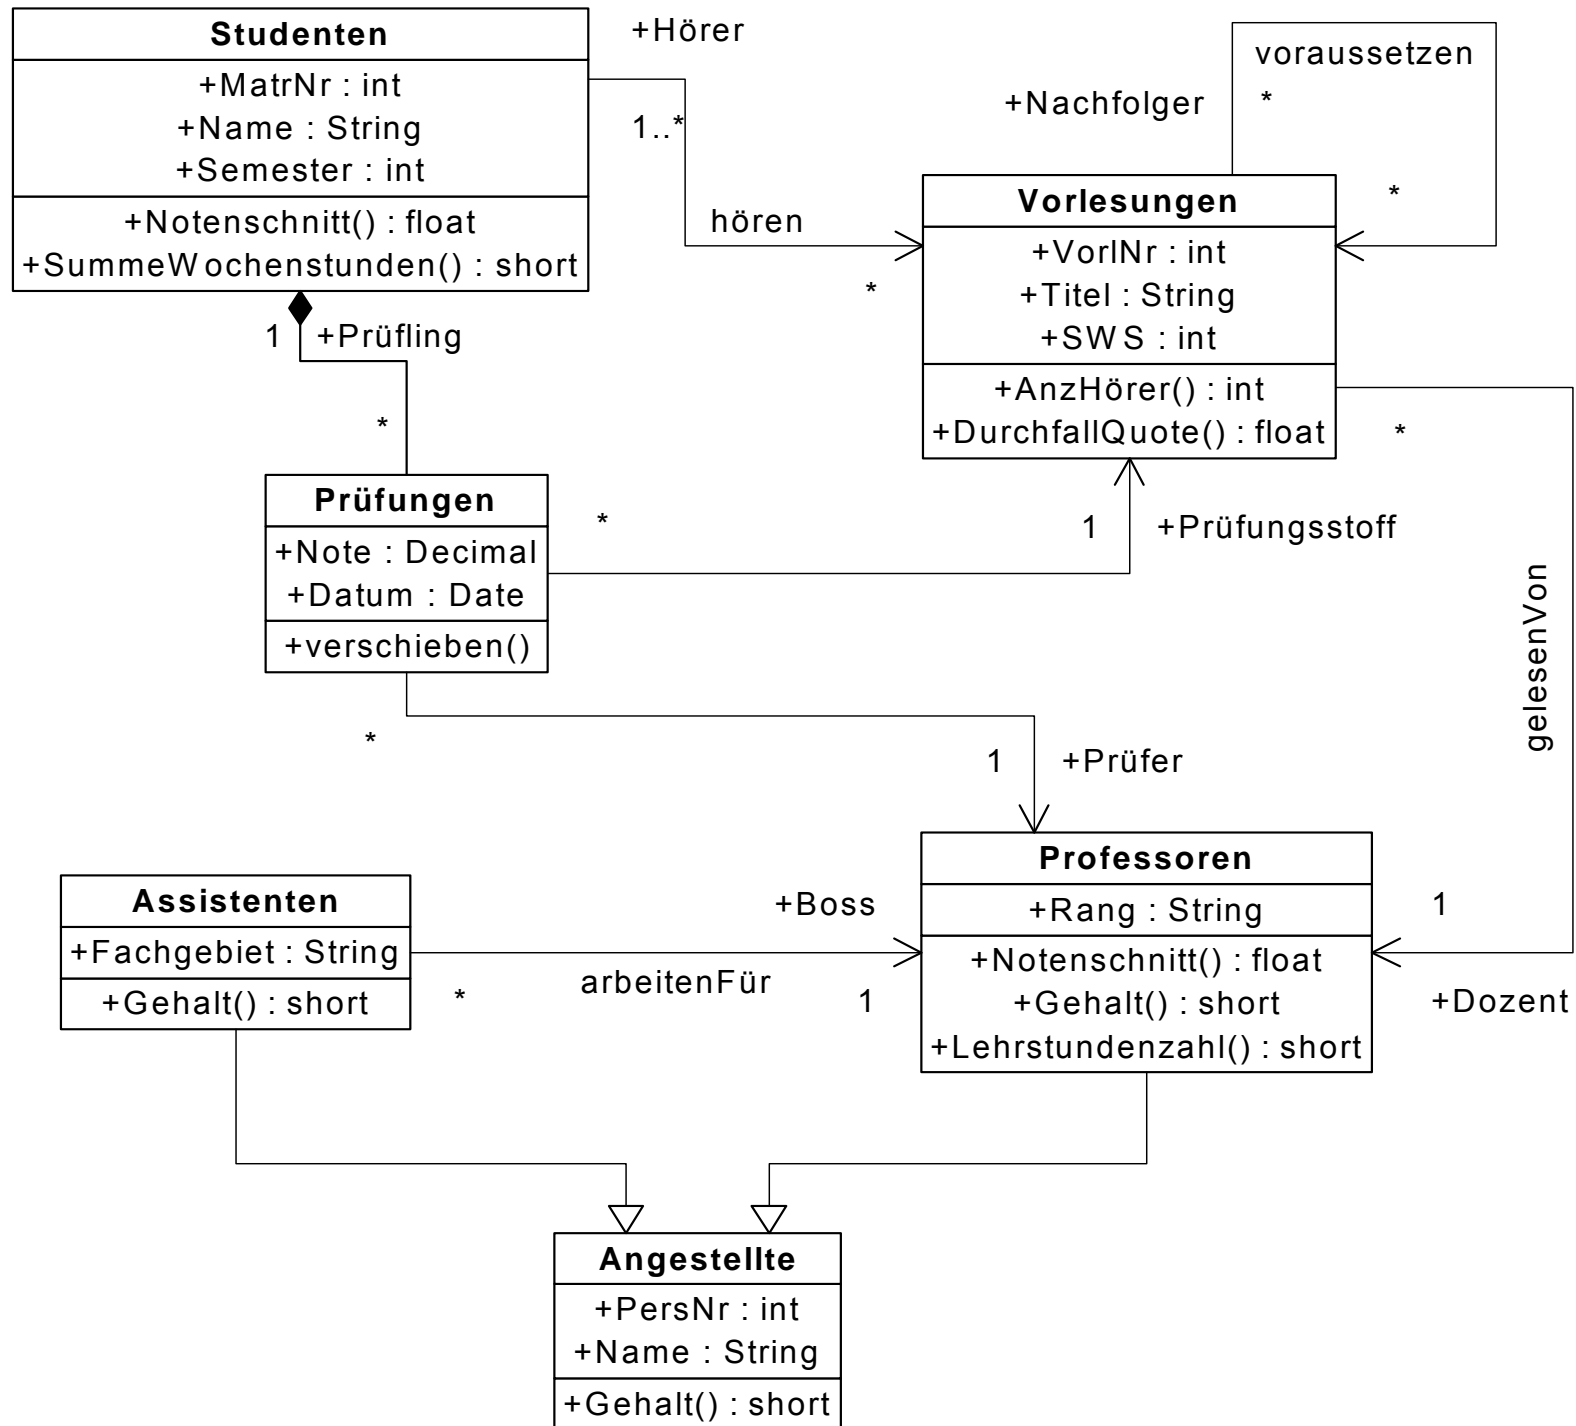 Studenten
+MatrNr : int
+Name : String
+Semester : int
+Notenschnitt() : float
+SummeWochenstunden() : short
+Hörer
1..*
hören
*
voraussetzen
+Nachfolger
*
*
Vorlesungen
+VorlNr : int
+Titel : String
+SWS : int
+AnzHörer() : int
+DurchfallQuote() : float
1
+Prüfling
*
Prüfungen
+Note : Decimal
+Datum : Date
+verschieben()
*
1
+Prüfungsstoff
*
gelesenVon
*
1
+Prüfer
Professoren
+Rang : String
+Notenschnitt() : float
+Gehalt() : short
+Lehrstundenzahl() : short
1
+Dozent
Assistenten
+Fachgebiet : String
+Gehalt() : short
+Boss
arbeitenFür
*
1
Angestellte
+PersNr : int
+Name : String
+Gehalt() : short